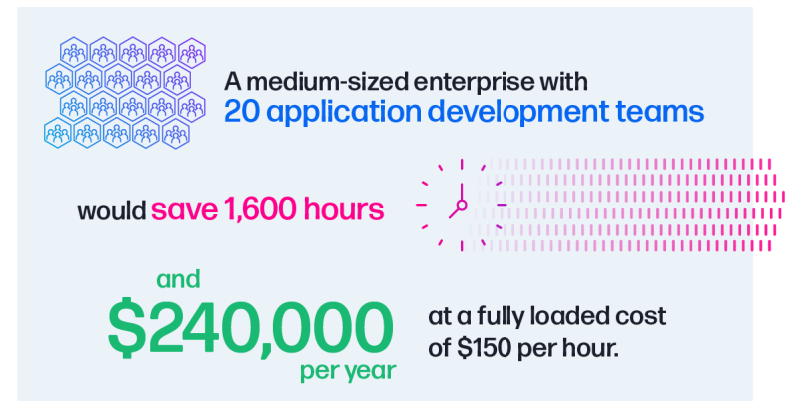 A medium-sized enterprise with
20 application development teams
would save 1,600 hours
and
$240,000
per year
at a fully loaded cost
of $150 per hour.